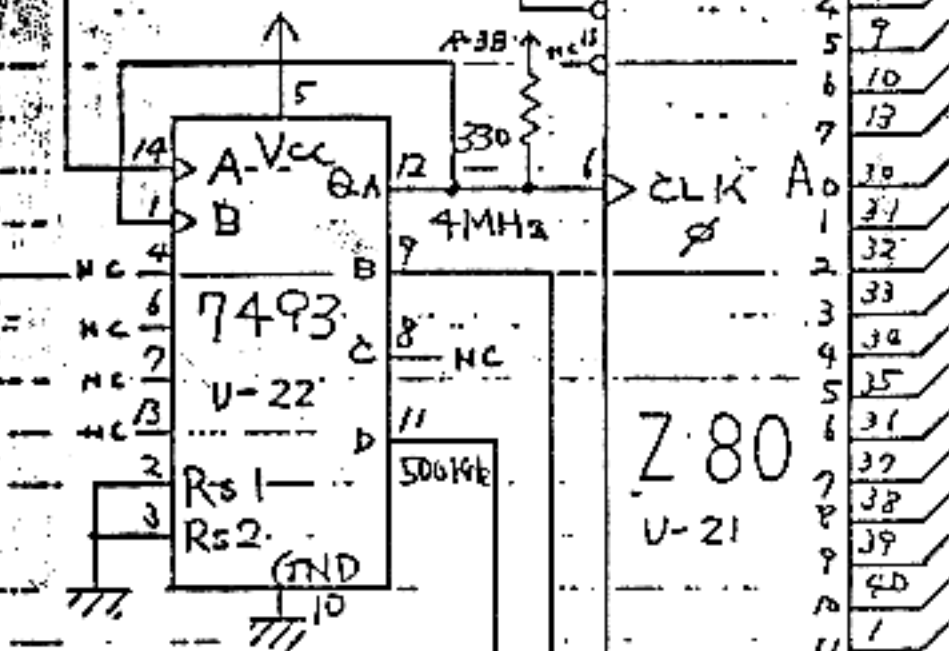 4
5 9
6 10
7 13
A-3B
NC
5
330
14
A Vcc QA
12
6
CLK
φ
A0 30
1
B
4MHz
1 31
NC 4
B
9
2 32
7493
NC 6
3 33
C
8
NC
4 34
NC 7
U-22
5 35
NC 13
D
11
Z80
6 36
2
Rs1
500KHz
7 37
8 38
3
Rs2
U-21
9 39
GND
10
10 40
11 1